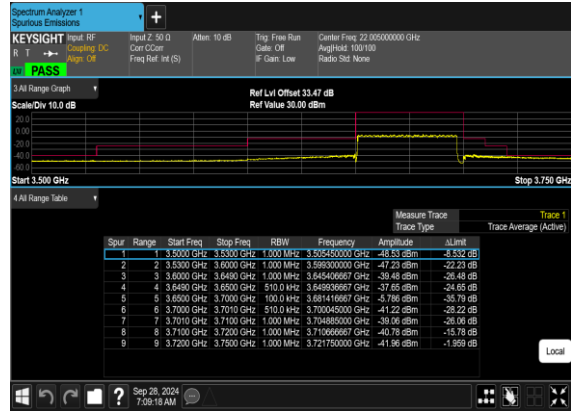 Spectrum Analyzer 1
Spurious Emissions
KEYSIGHT Input: RF Input Z: 50 Ω Atten: 10 dB Trig: Free Run Center Freq: 22.005000000 GHz
R T Coupling: DC Corr CCorr Gate: Off Avg|Hold: 100/100
Align: Off Freq Ref: Int (S) IF Gain: Low Radio Std: None
PASS
3 All Range Graph
Ref Lvl Offset 33.47 dB
Scale/Div 10.0 dB Ref Value 30.00 dBm
20.0
0.00
-20.0
-40.0
-60.0
Start 3.500 GHz Stop 3.750 GHz
4 All Range Table
Measure Trace Trace 1
Trace Type Trace Average (Active)
Spur Range Start Freq Stop Freq RBW Frequency Amplitude ΔLimit
1 1 3.5000 GHz 3.5300 GHz 1.000 MHz 3.505450000 GHz -48.53 dBm -8.532 dB
2 2 3.5300 GHz 3.6000 GHz 1.000 MHz 3.599300000 GHz -47.23 dBm -22.23 dB
3 3 3.6000 GHz 3.6490 GHz 1.000 MHz 3.645406667 GHz -39.48 dBm -26.48 dB
4 4 3.6490 GHz 3.6500 GHz 510.0 kHz 3.649936667 GHz -37.65 dBm -24.65 dB
5 5 3.6500 GHz 3.7000 GHz 100.0 kHz 3.681416667 GHz -5.786 dBm -35.79 dB
6 6 3.7000 GHz 3.7010 GHz 510.0 kHz 3.700045000 GHz -41.22 dBm -28.22 dB
7 7 3.7010 GHz 3.7100 GHz 1.000 MHz 3.704885000 GHz -39.06 dBm -26.06 dB
8 8 3.7100 GHz 3.7200 GHz 1.000 MHz 3.710666667 GHz -40.78 dBm -15.78 dB
9 9 3.7200 GHz 3.7500 GHz 1.000 MHz 3.721750000 GHz -41.96 dBm -1.959 dB
Local
? Sep 28, 2024
7:09:18 AM